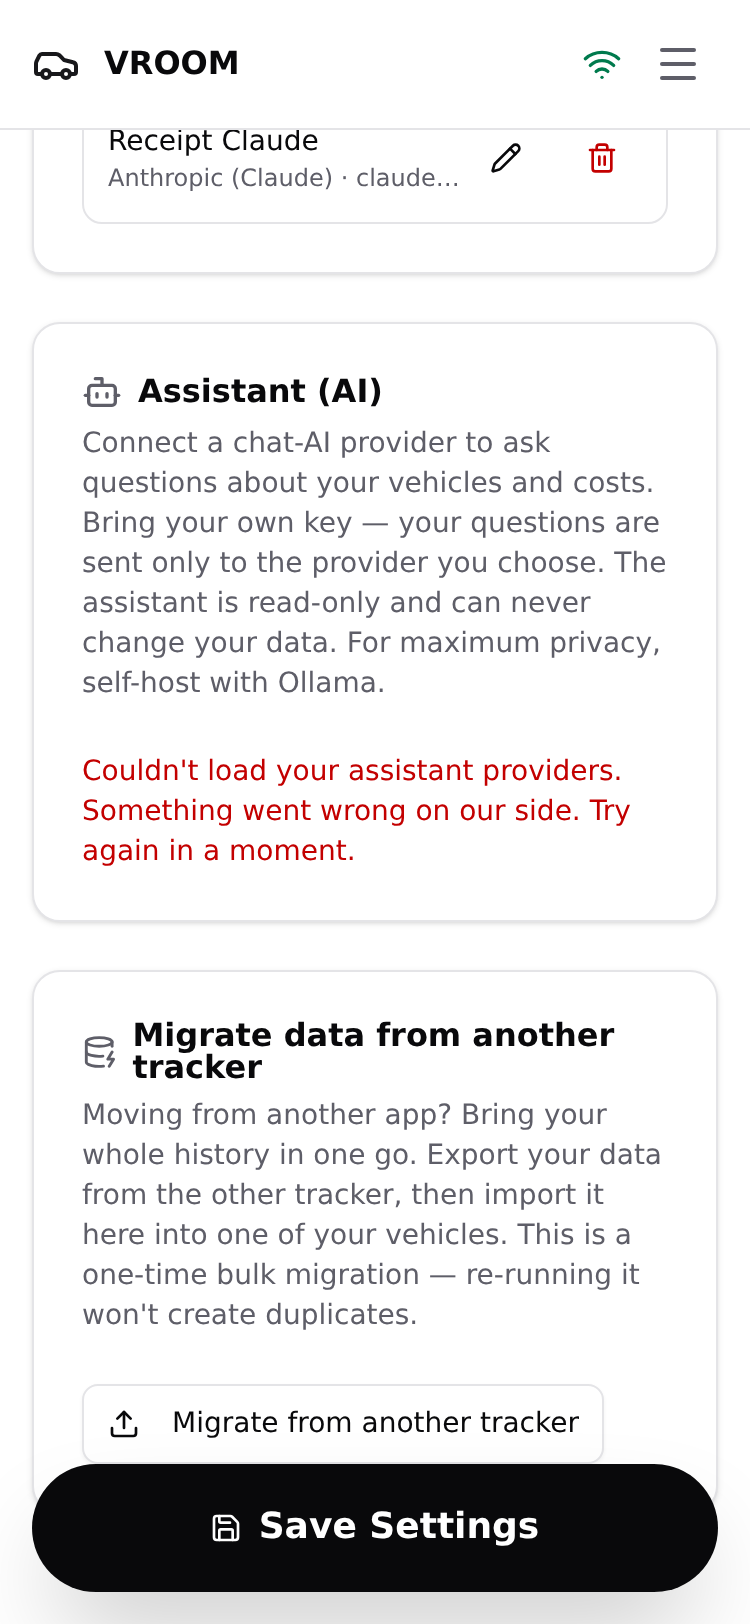 VROOM
Receipt Claude
Anthropic (Claude) · claude...
Assistant (AI)
Connect a chat-AI provider to ask
questions about your vehicles and costs.
Bring your own key — your questions are
sent only to the provider you choose. The
assistant is read-only and can never
change your data. For maximum privacy,
self-host with Ollama.
Couldn't load your assistant providers.
Something went wrong on our side. Try
again in a moment.
Migrate data from another
tracker
Moving from another app? Bring your
whole history in one go. Export your data
from the other tracker, then import it
here into one of your vehicles. This is a
one-time bulk migration — re-running it
won't create duplicates.
Migrate from another tracker
Save Settings